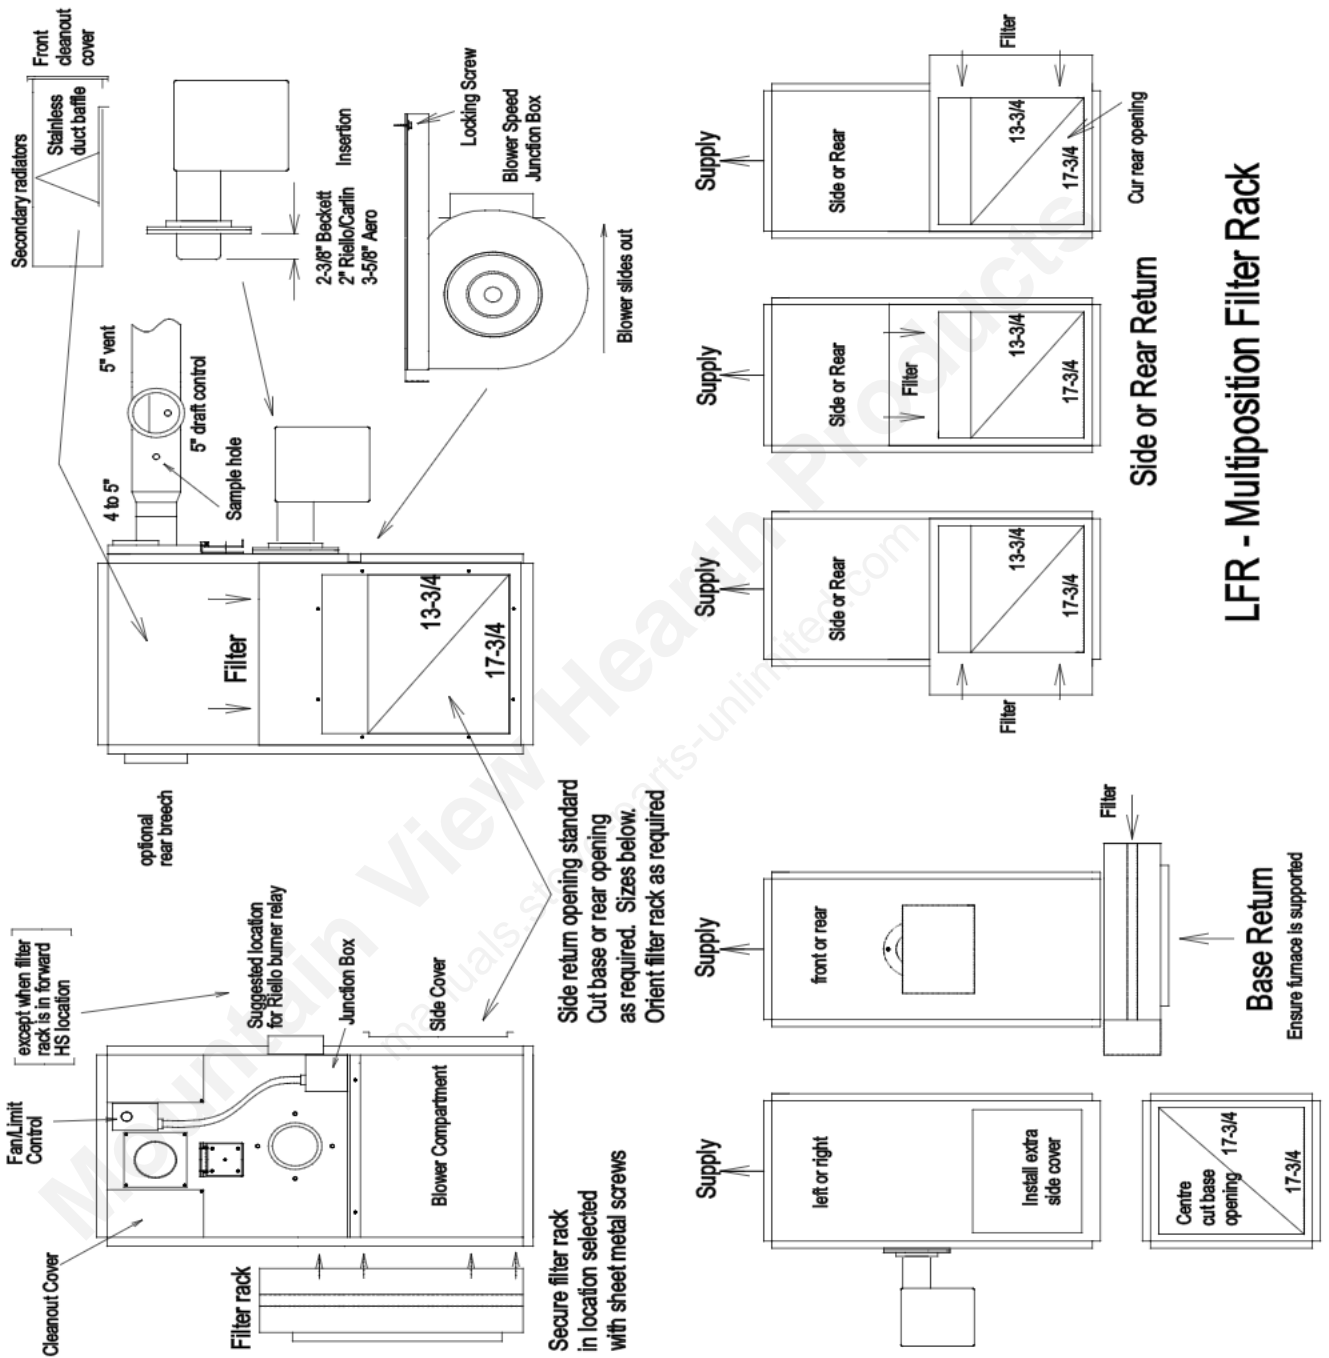 Secondary radiators
Front
cleanout
cover
Stainless
duct baffle
2-3/8" Beckett
2" Riello/Carlin
3-5/8" Aero
Insertion
Locking Screw
Blower Speed
Junction Box
Blower slides out
4 to 5"
5" vent
5" draft control
Sample hole
Filter
13-3/4
17-3/4
optional
rear breech
except when filter
rack is in forward
HS location
Fan/Limit
Control
Suggested location
for Riello burner relay
Junction Box
Side Cover
Cleanout Cover
Blower Compartment
Filter rack
Secure filter rack
in location selected
with sheet metal screws
Side return opening standard
Cut base or rear opening
as required. Sizes below.
Orient filter rack as required
Supply
left or right
Install extra
side cover
Centre
cut base
opening
17-3/4
17-3/4
Supply
front or rear
Filter
Base Return
Ensure furnace is supported
Supply
Side or Rear
13-3/4
17-3/4
Filter
Supply
Side or Rear
Filter
13-3/4
17-3/4
Supply
Side or Rear
13-3/4
17-3/4
Filter
Cur rear opening
Side or Rear Return
LFR - Multiposition Filter Rack
Mountain View Hearth Products